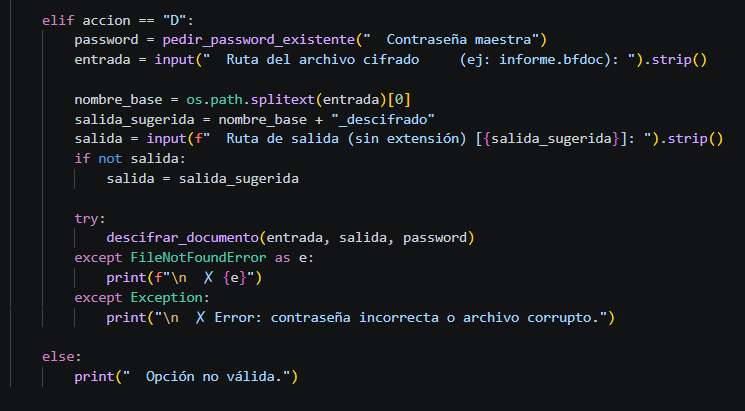 elif accion == "D":
password = pedir_password_existente("  Contraseña maestra")
entrada = input("  Ruta del archivo cifrado     (ej: informe.bfdoc): ").strip()
nombre_base = os.path.splitext(entrada)[0]
salida_sugerida = nombre_base + "_descifrado"
salida = input(f"  Ruta de salida (sin extensión) [{salida_sugerida}]: ").strip()
if not salida:
salida = salida_sugerida
try:
descifrar_documento(entrada, salida, password)
except FileNotFoundError as e:
print(f"\n  ✗ {e}")
except Exception:
print("\n  ✗ Error: contraseña incorrecta o archivo corrupto.")
else:
print("  Opción no válida.")